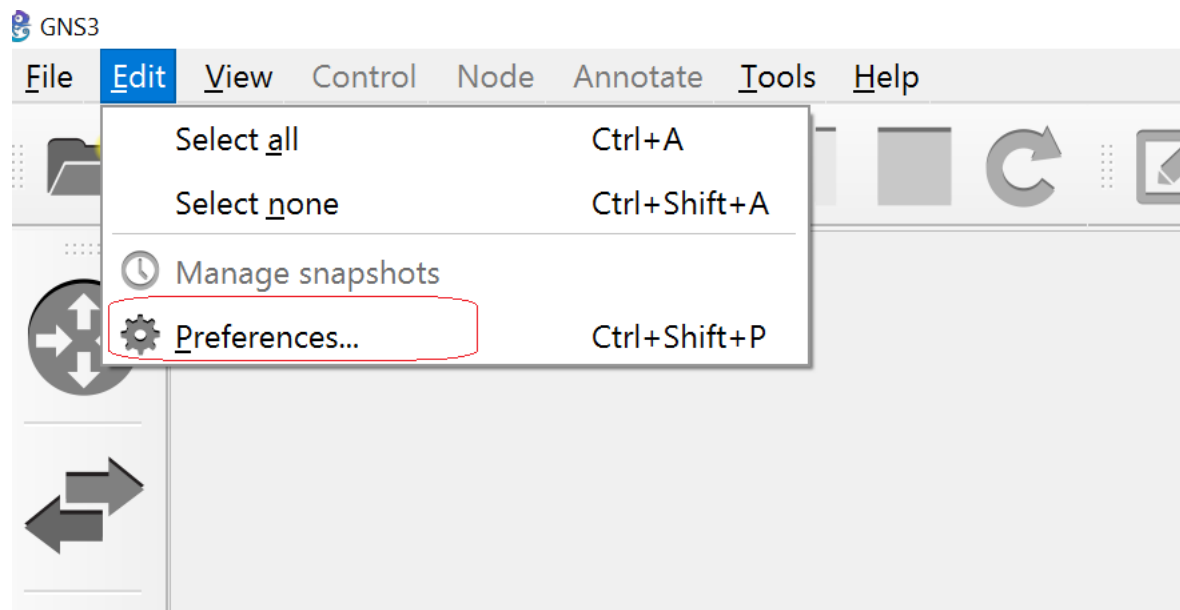 GNS3
File Edit View Control Node Annotate Tools Help
Select all Ctrl+A
Select none Ctrl+Shift+A
Manage snapshots
Preferences... Ctrl+Shift+P